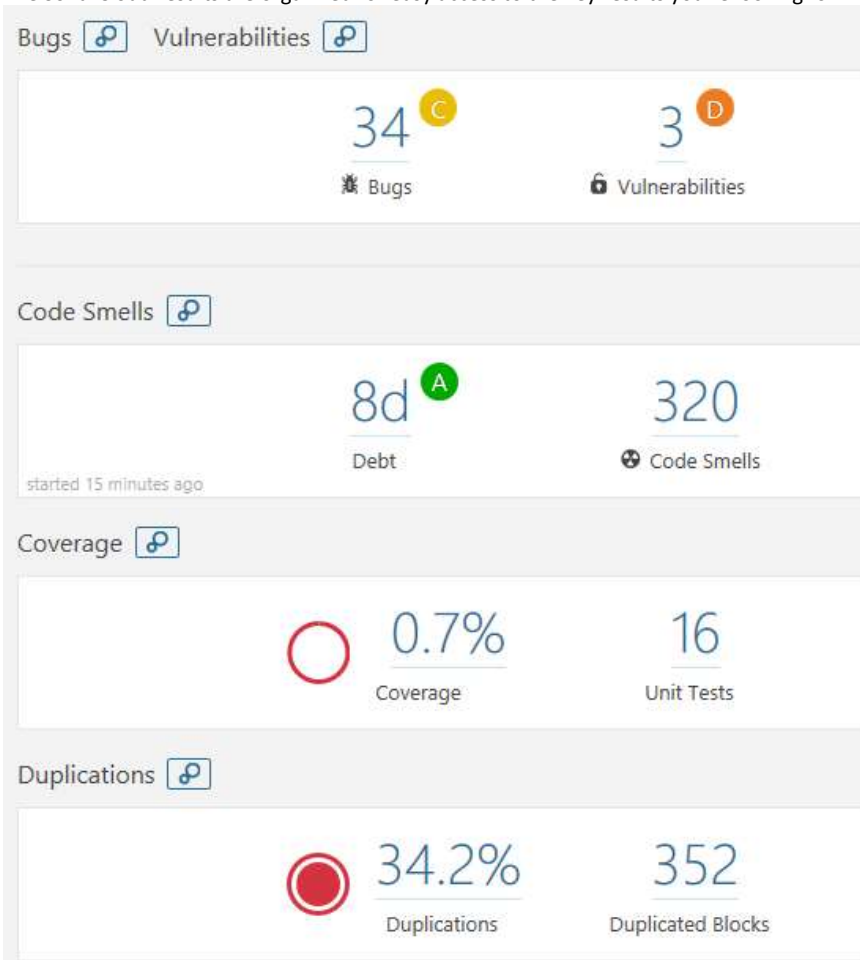 Bugs Vulnerabilities
34 C 3 D
Bugs Vulnerabilities
Code Smells
8d A 320
Debt Code Smells
started 15 minutes ago
Coverage
0.7% 16
Coverage Unit Tests
Duplications
34.2% 352
Duplications Duplicated Blocks